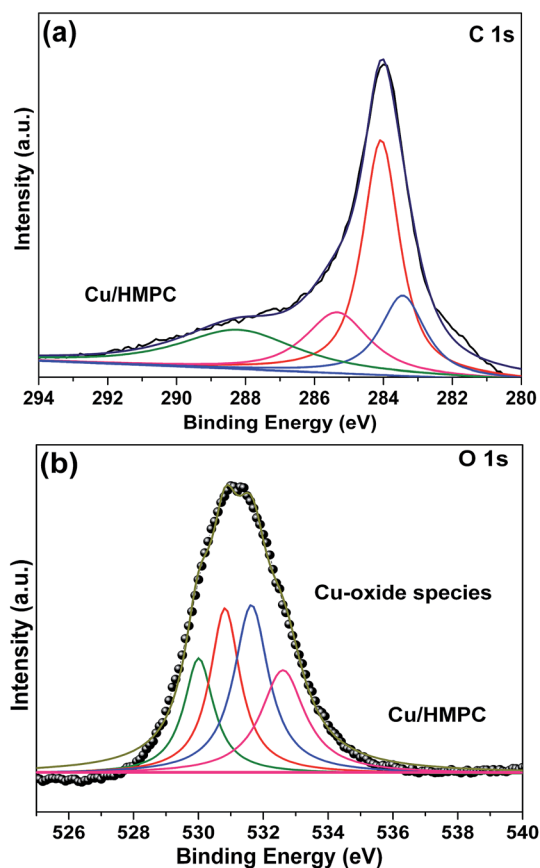 (a)
C 1s
Intensity (a.u.)
Cu/HMPC
294 292 290 288 286 284 282 280
Binding Energy (eV)
(b)
O 1s
Intensity (a.u.)
Cu-oxide species
Cu/HMPC
526 528 530 532 534 536 538 540
Binding Energy (eV)